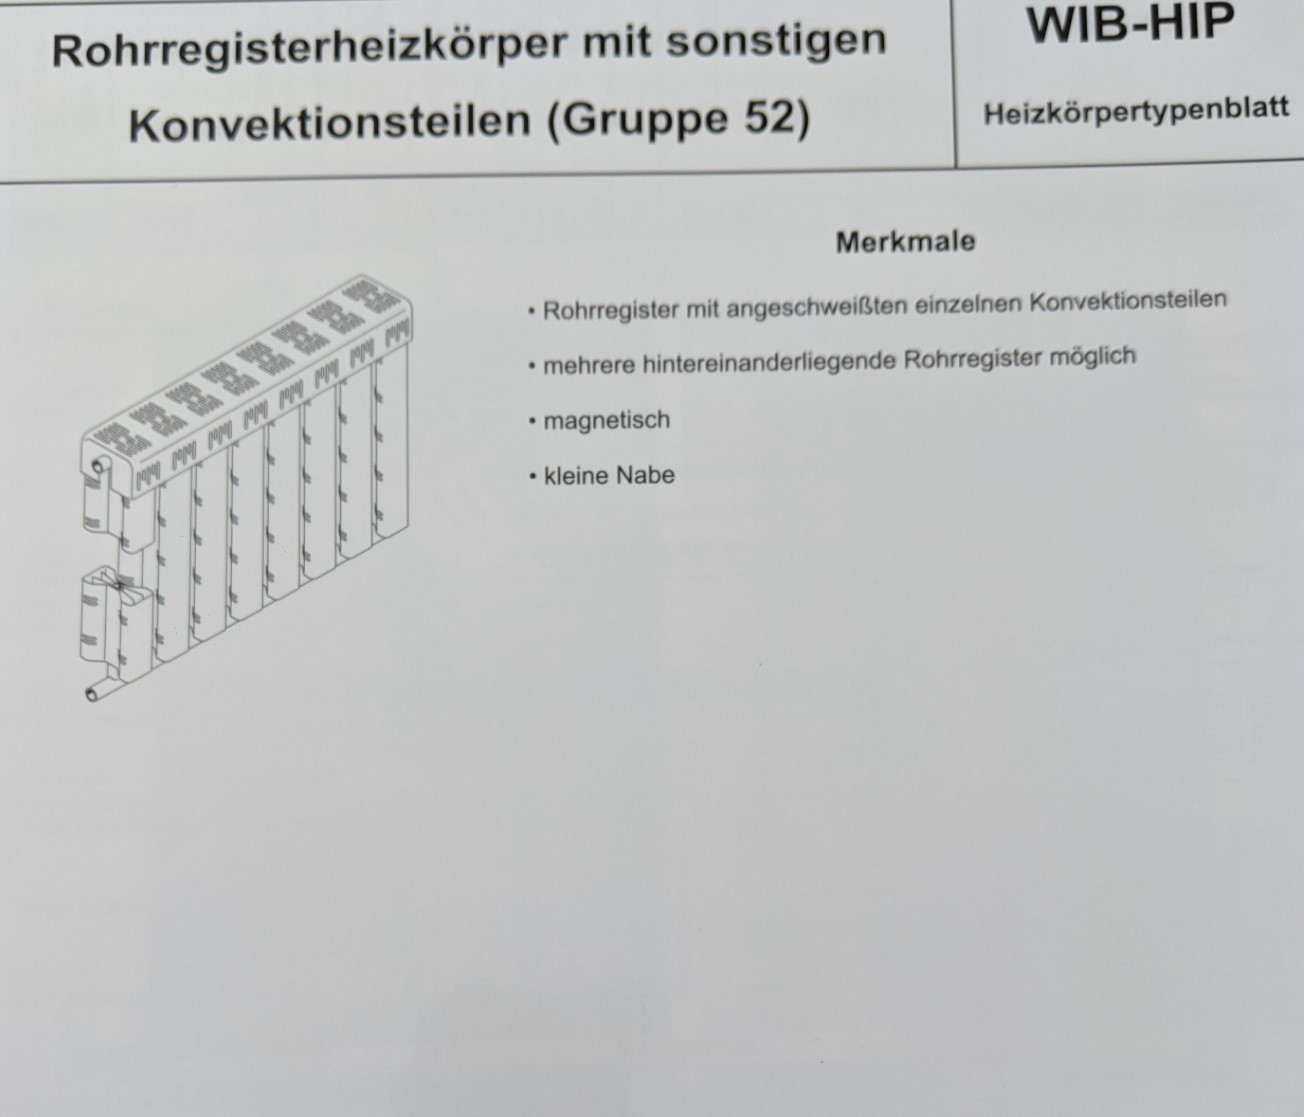 Rohrregisterheizkörper mit sonstigen
Konvektionsteilen (Gruppe 52)
WIB-HIP
Heizkörpertypenblatt
Merkmale
• Rohrregister mit angeschweißten einzelnen Konvektionsteilen
• mehrere hintereinanderliegende Rohrregister möglich
• magnetisch
• kleine Nabe